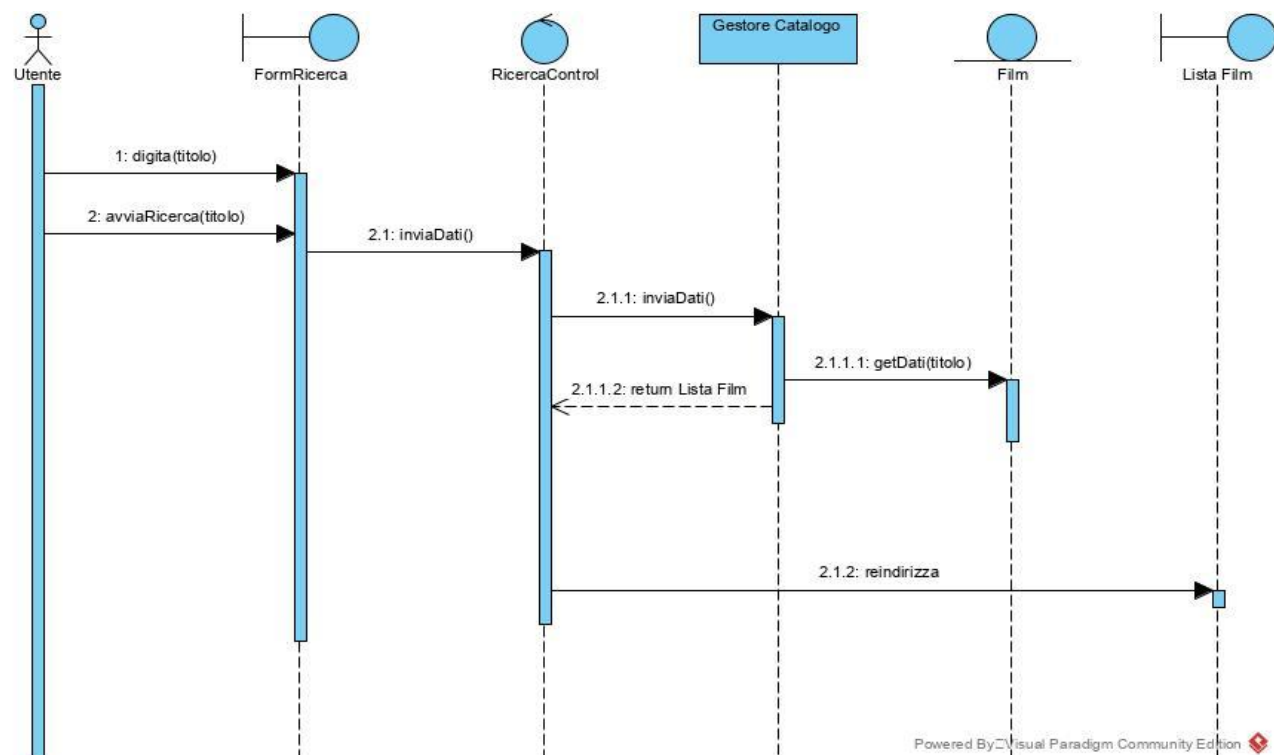 Gestore Catalogo
Utente
FormRicerca
RicercaControl
Film
Lista Film
1: digita(titolo)
2: avviaRicerca(titolo)
2.1: inviaDati()
2.1.1: inviaDati()
2.1.1.1: getDati(titolo)
2.1.1.2: return Lista Film
2.1.2: reindirizza
Powered By Visual Paradigm Community Edition